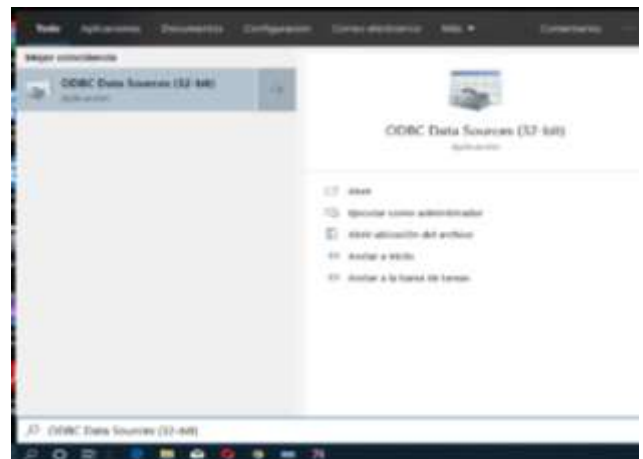 Todo Aplicaciones Documentos Configuración Correo electrónico Más Comentarios
Mejor coincidencia
ODBC Data Sources (32-bit)
Aplicación
ODBC Data Sources (32-bit)
Aplicación
Abrir
Ejecutar como administrador
Abrir ubicación del archivo
Anclar a Inicio
Anclar a la barra de tareas
ODBC Data Sources (32-bit)